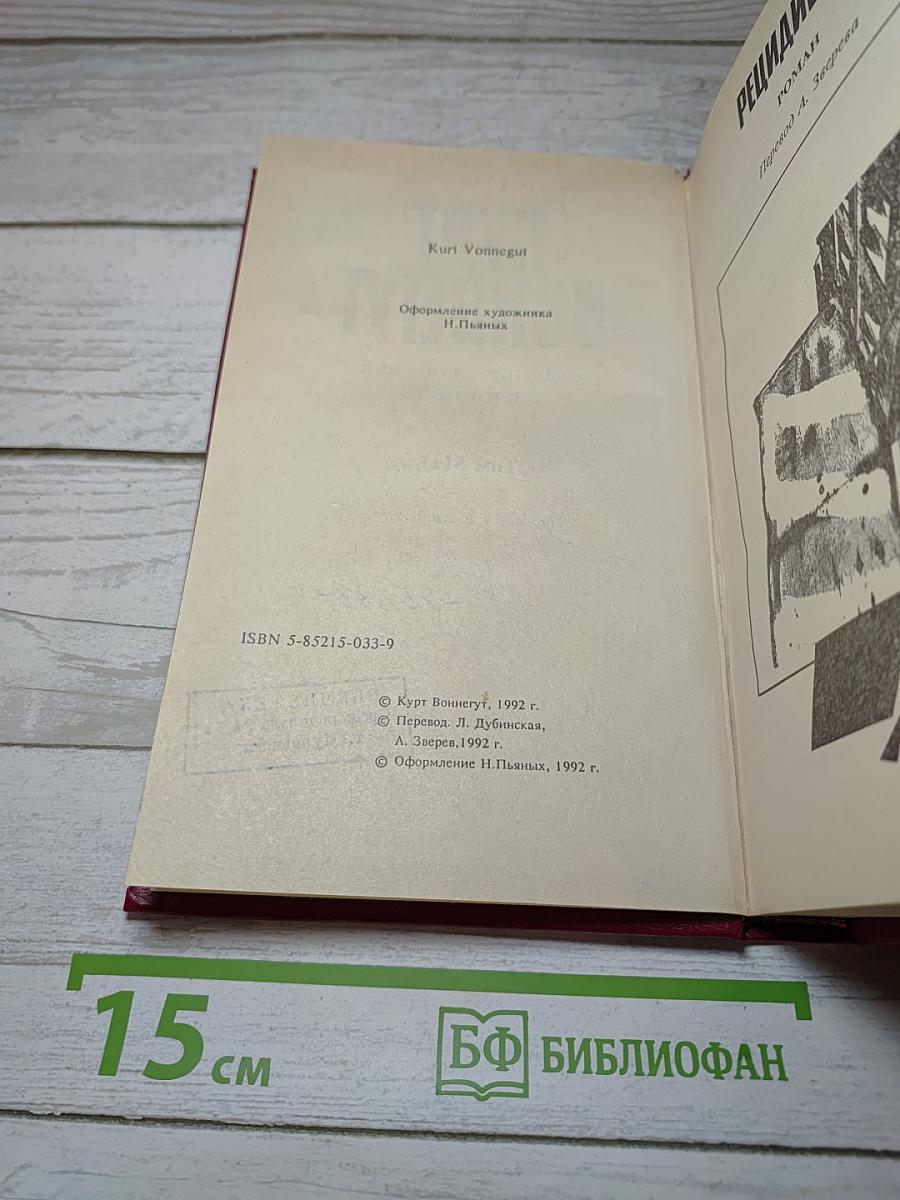 Kurt Vonnegut
Оформление художника
Н.Пьяных
ISBN 5-85215-033-9
© Курт Воннегут, 1992 г.
© Перевод. Л. Дубинская,
А. Зверев,1992 г.
© Оформление Н.Пьяных, 1992 г.
РОМАН
Перевод А. Зверева
15 см
БФ БИБЛИОФАН